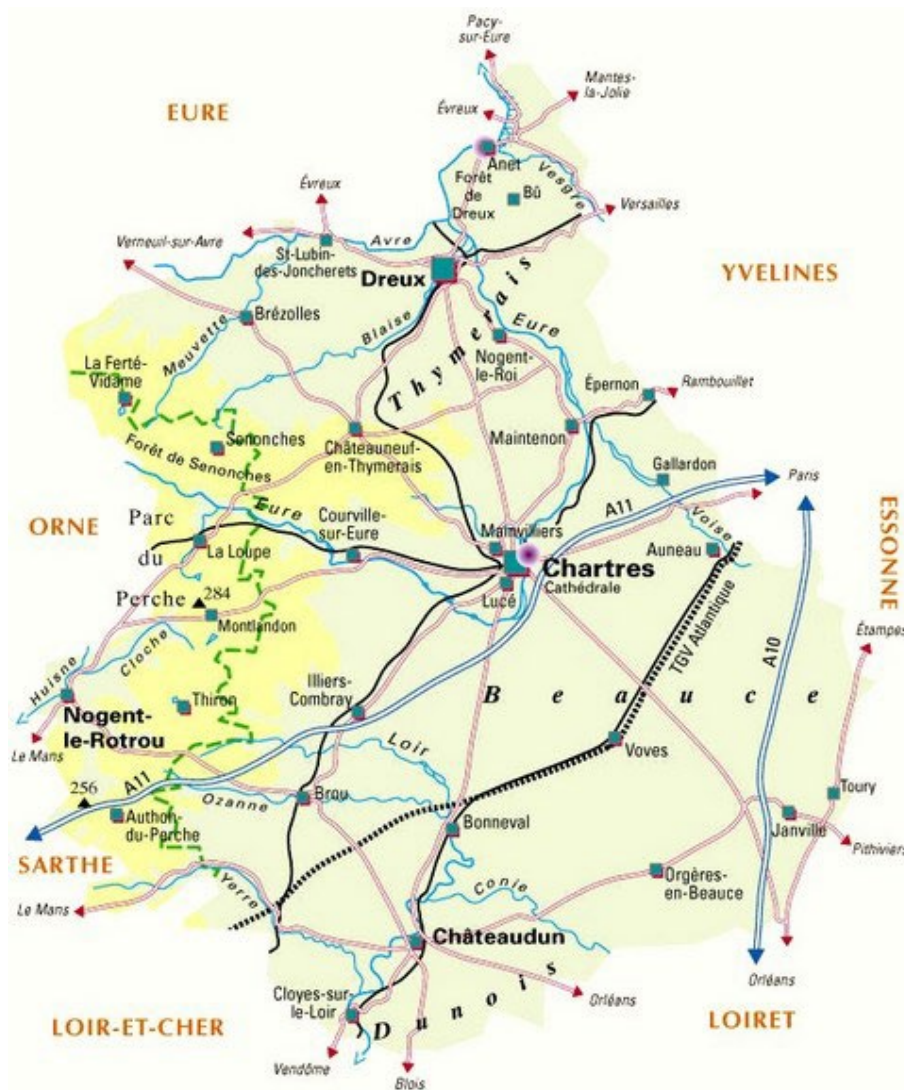 Pacy-
sur-Eure
Mantes-
la-Jolie
EURE
Évreux
Anet
Vesgre
Forêt
de
Dreux
Bû
Évreux
Versailles
Verneuil-sur-Avre
Avre
St-Lubin-
des-Joncherets
Dreux
YVELINES
Thymerais
Brézolles
Blaise
Eure
Meuvette
Nogent-
le-Roi
La Ferté-
Vidame
Épernon
Rambouillet
Senonches
Châteauneuf-
en-Thymerais
Maintenon
Forêt de Senonches
Gallardon
Paris
A11
Eure
Courville-
sur-Eure
Mainvilliers
Voise
ESSONNE
ORNE
Parc
du
Perche
La Loupe
Auneau
Chartres
Cathédrale
Lucé
284
Montlandon
TGV Atlantique
A10
Étampes
Cloche
Huisne
Illiers-
Combray
Beauce
Thiron
Nogent-
le-Rotrou
Loir
Voves
Le Mans
256
A11
Ozanne
Brou
Toury
Authon-
du-Perche
Bonneval
Janville
Pithiviers
SARTHE
Orgères-
en-Beauce
Yerre
Conie
Le Mans
Châteaudun
Orléans
Cloyes-sur-
le-Loir
Dunois
Orléans
LOIR-ET-CHER
LOIRET
Vendôme
Blois